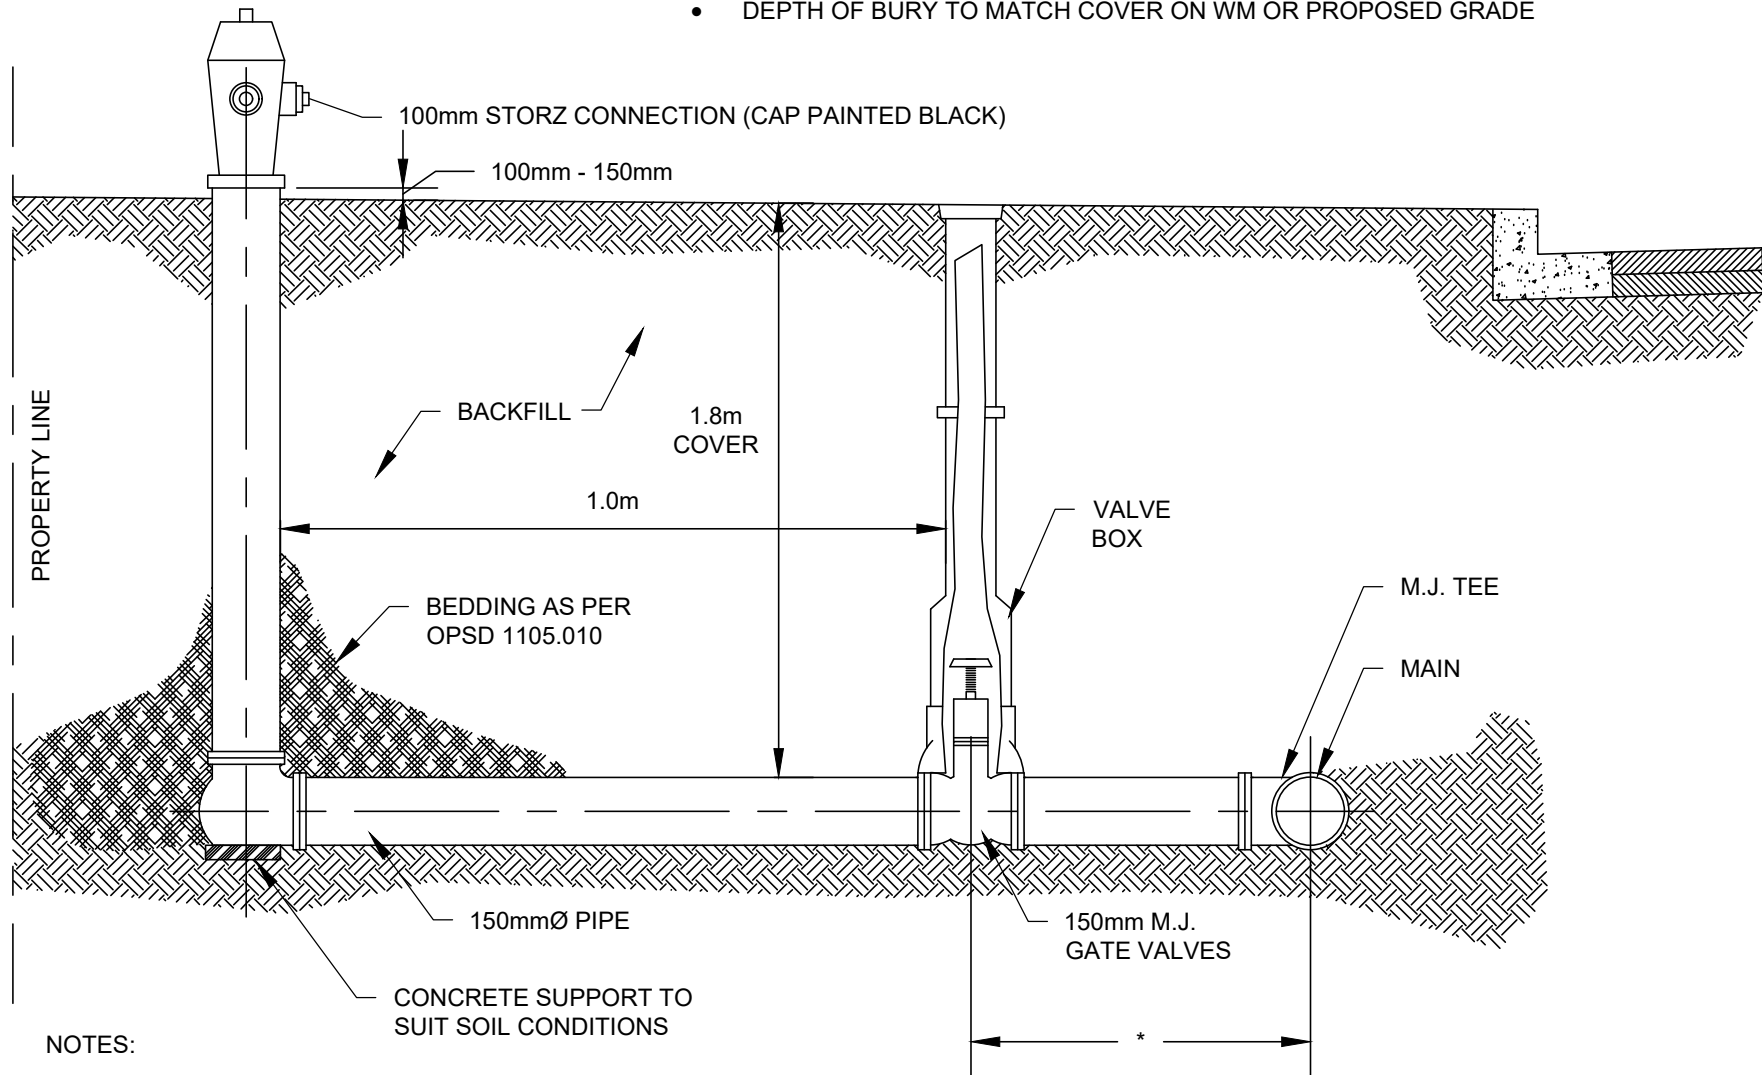 • DEPTH OF BURY TO MATCH COVER ON WM OR PROPOSED GRADE
100mm STORZ CONNECTION (CAP PAINTED BLACK)
100mm - 150mm
PROPERTY LINE
BACKFILL
1.8m
COVER
1.0m
VALVE
BOX
BEDDING AS PER
OPSD 1105.010
M.J. TEE
MAIN
150mmØ PIPE
150mm M.J.
GATE VALVES
CONCRETE SUPPORT TO
SUIT SOIL CONDITIONS
*
NOTES: